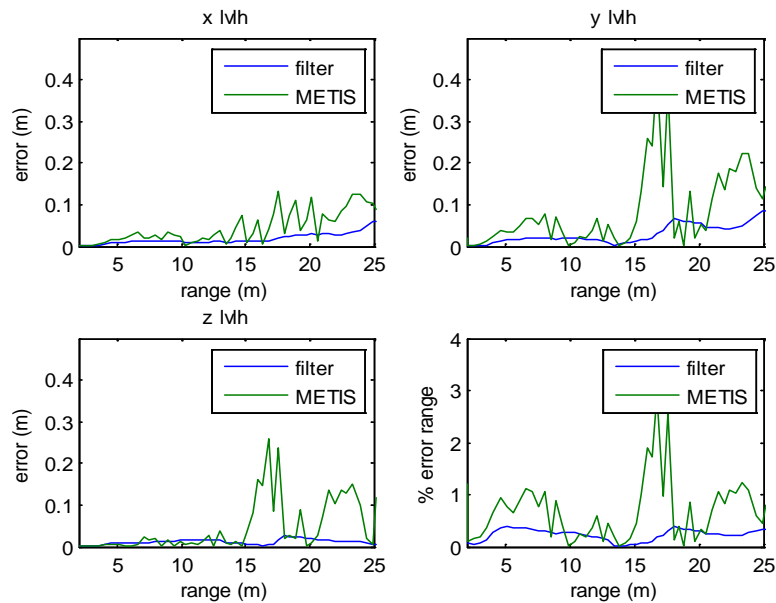 x lvlh
0.4
0.3
0.2
0.1
0
error (m)
filter
METIS
5
10
15
20
25
range (m)
y lvlh
0.4
0.3
0.2
0.1
0
error (m)
filter
METIS
5
10
15
20
25
range (m)
z lvlh
0.4
0.3
0.2
0.1
0
error (m)
filter
METIS
5
10
15
20
25
range (m)
4
3
2
1
0
% error range
filter
METIS
5
10
15
20
25
range (m)